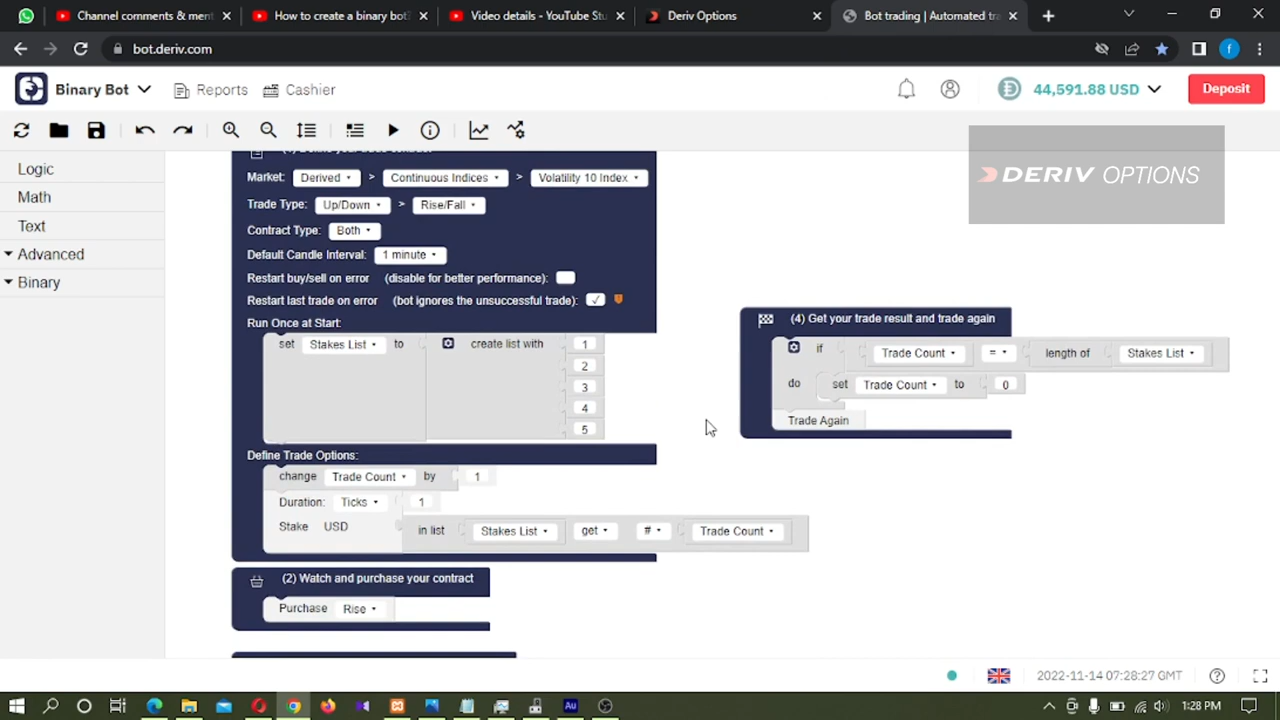 Channel comments & ment
How to create a binary bot?
Video details - YouTube Stu
Deriv Options
Bot trading | Automated tra
bot.deriv.com
f
Binary Bot
Reports
Cashier
44,591.88 USD
Deposit
Logic
Math
Text
Advanced
Binary
DERIV OPTIONS
Market: Derived > Continuous Indices > Volatility 10 Index
Trade Type: Up/Down > Rise/Fall
Contract Type: Both
Default Candle Interval: 1 minute
Restart buy/sell on error (disable for better performance):
Restart last trade on error (bot ignores the unsuccessful trade): ✓
Run Once at Start:
set Stakes List to create list with 1
2
3
4
5
Define Trade Options:
change Trade Count by 1
Duration: Ticks 1
Stake USD in list Stakes List get # Trade Count
(2) Watch and purchase your contract
Purchase Rise
(4) Get your trade result and trade again
if Trade Count = length of Stakes List
do set Trade Count to 0
Trade Again
2022-11-14 07:28:27 GMT
Au
1:28 PM